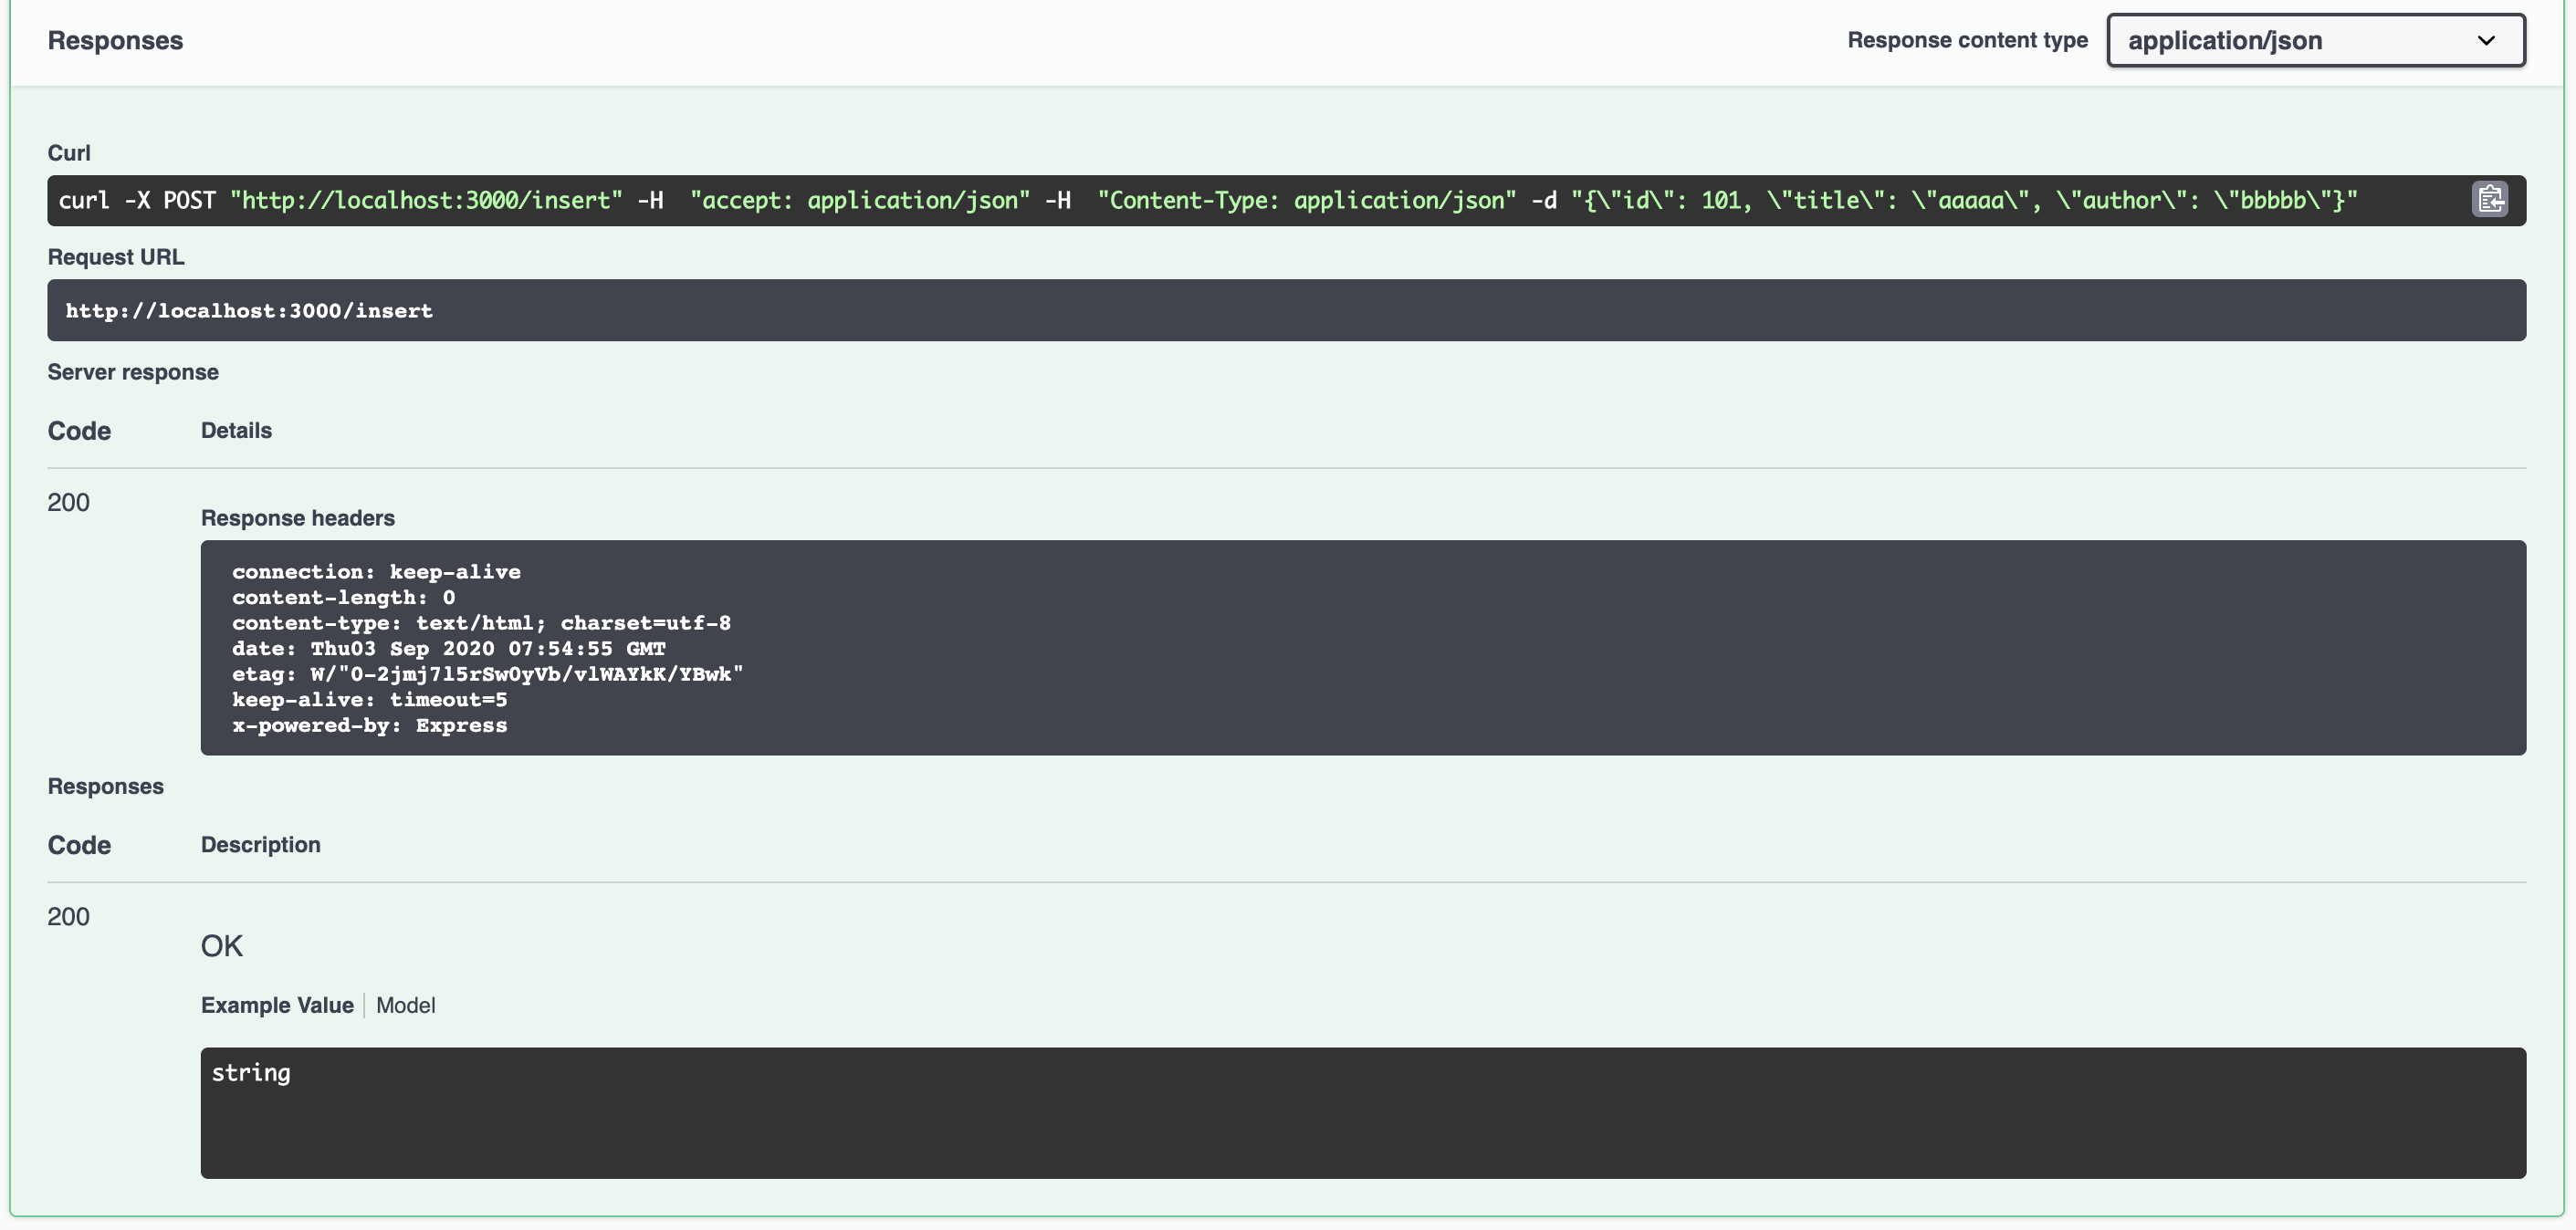 Responses
Response content type
application/json
Curl
curl -X POST "http://localhost:3000/insert" -H  "accept: application/json" -H  "Content-Type: application/json" -d "{\"id\": 101, \"title\": \"aaaaa\", \"author\": \"bbbbb\"}"
Request URL
http://localhost:3000/insert
Server response
Code Details
200
Response headers
connection: keep-alive
content-length: 0
content-type: text/html; charset=utf-8
date: Thu03 Sep 2020 07:54:55 GMT
etag: W/"0-2jmj7l5rSw0yVb/vlWAYkK/YBwk"
keep-alive: timeout=5
x-powered-by: Express
Responses
Code Description
200
OK
Example Value Model
string